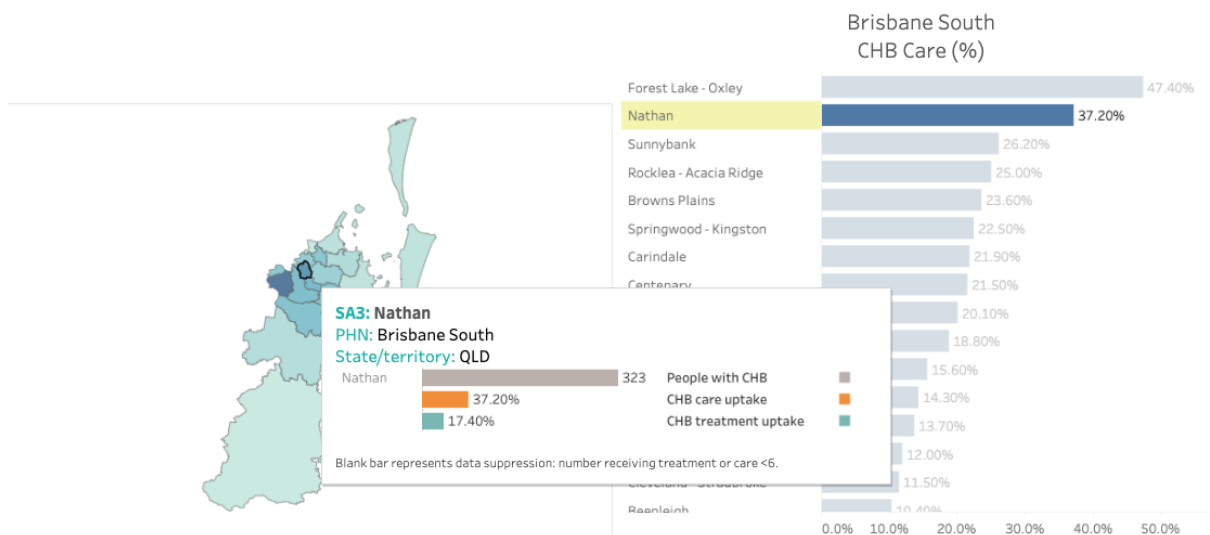 Brisbane South
CHB Care (%)
Forest Lake - Oxley 47.40%
Nathan 37.20%
Sunnybank 26.20%
Rocklea - Acacia Ridge 25.00%
Browns Plains 23.60%
Springwood - Kingston 22.50%
Carindale 21.90%
Centenary 21.50%
20.10%
18.80%
15.60%
14.30%
13.70%
12.00%
Cleveland - Stradbroke 11.50%
Beenleigh 10.40%
0.0% 10.0% 20.0% 30.0% 40.0% 50.0%
SA3: Nathan
PHN: Brisbane South
State/territory: QLD
Nathan 323 People with CHB
37.20% CHB care uptake
17.40% CHB treatment uptake
Blank bar represents data suppression: number receiving treatment or care <6.